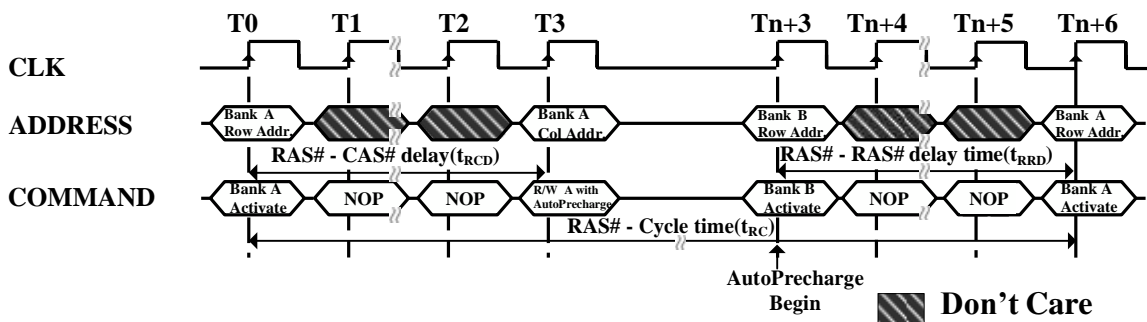 T0 T1 T2 T3 Tn+3 Tn+4 Tn+5 Tn+6
CLK
ADDRESS
Bank A
Row Addr.
Bank A
Col Addr.
Bank B
Row Addr.
Bank A
Row Addr.
RAS# - CAS# delay(tRCD)
RAS# - RAS# delay time(tRRD)
COMMAND
Bank A
Activate
NOP
NOP
R/W A with
AutoPrecharge
Bank B
Activate
NOP
NOP
Bank A
Activate
RAS# - Cycle time(tRC)
AutoPrecharge
Begin
Don't Care